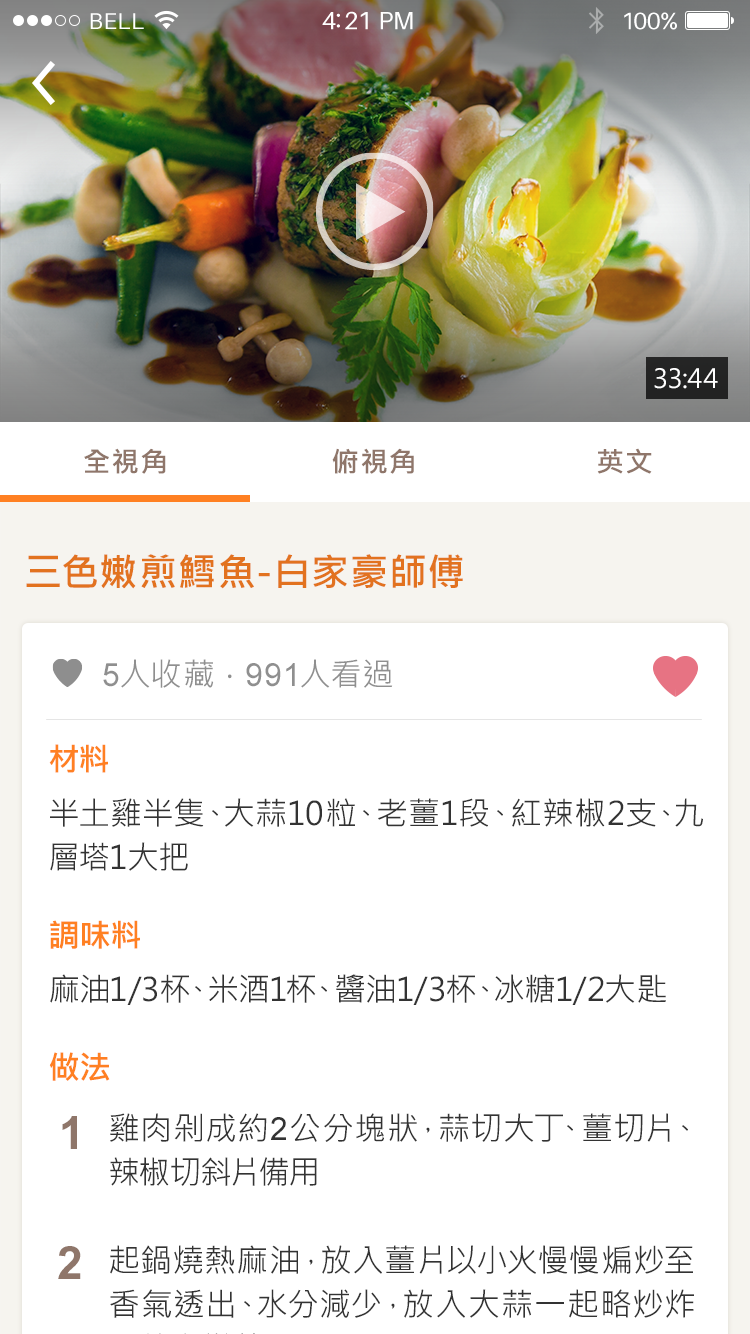 BELL 4:21 PM 100%
33:44
全視角 俯視角 英文
三色嫩煎鱈魚-白家豪師傅
5人收藏 · 991人看過
材料
半土雞半隻、大蒜10粒、老薑1段、紅辣椒2支、九
層塔1大把
調味料
麻油1/3杯、米酒1杯、醬油1/3杯、冰糖1/2大匙
做法
1 雞肉剁成約2公分塊狀，蒜切大丁、薑切片、
辣椒切斜片備用
2 起鍋燒熱麻油，放入薑片以小火慢慢煸炒至
香氣透出、水分減少，放入大蒜一起略炒炸